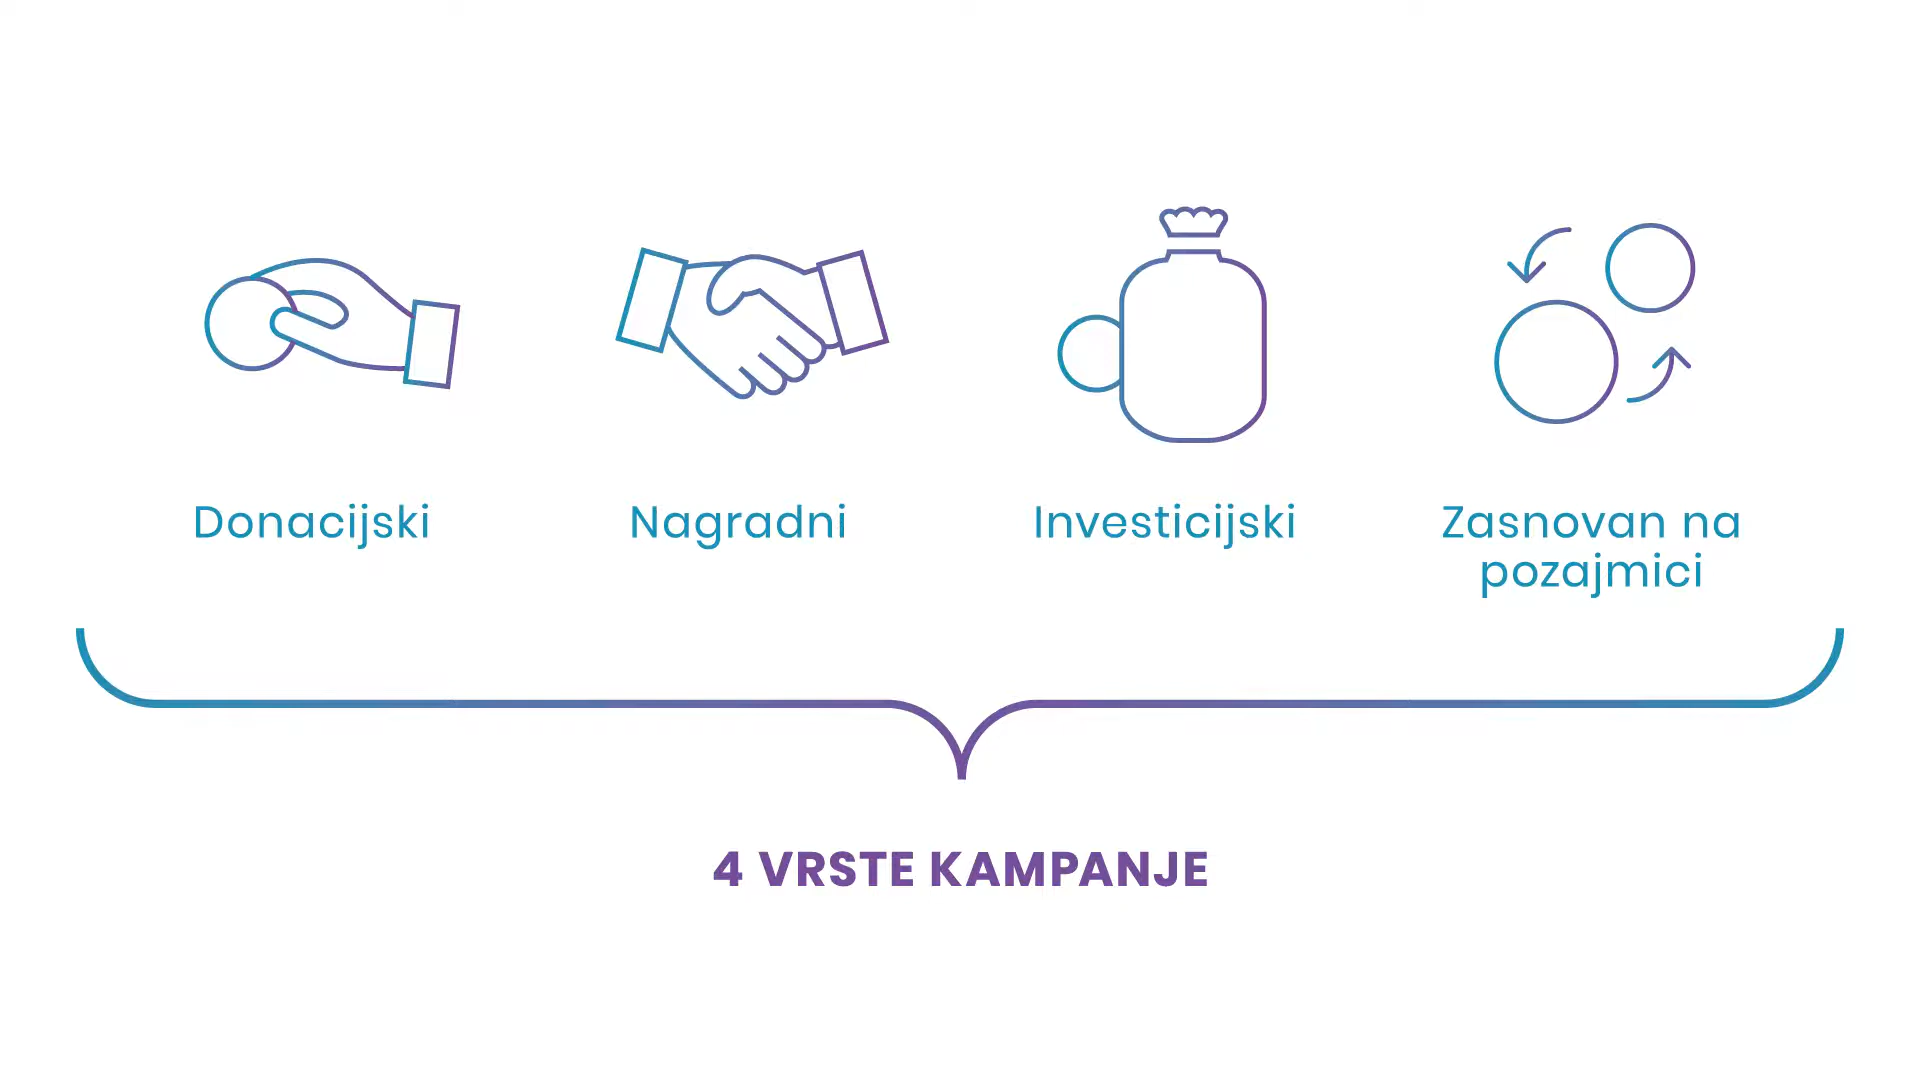 Donacijski
Nagradni
Investicijski
Zasnovan na
pozajmici
4 VRSTE KAMPANJE